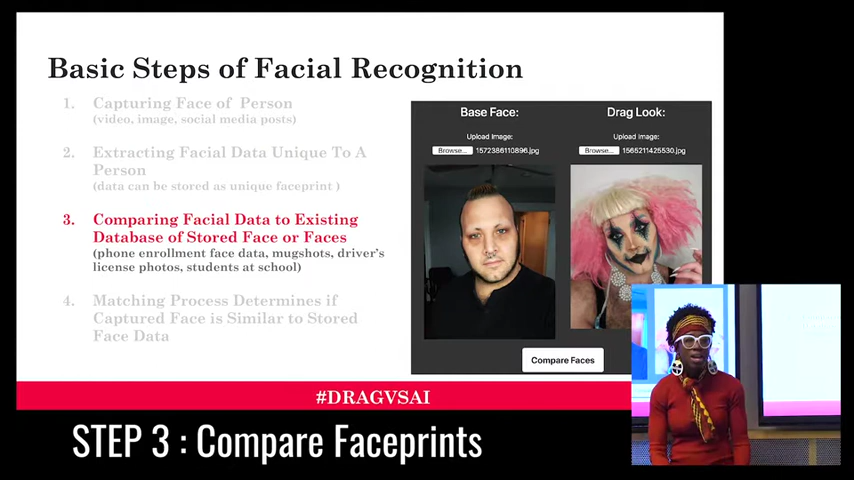 Basic Steps of Facial Recognition
1. Capturing Face of Person
(video, image, social media posts)
2. Extracting Facial Data Unique To A
Person
(data can be stored as unique faceprint )
3. Comparing Facial Data to Existing
Database of Stored Face or Faces
(phone enrollment face data, mugshots, driver's
license photos, students at school)
4. Matching Process Determines if
Captured Face is Similar to Stored
Face Data
Base Face:
Upload Image:
Browse... 1572386110896.jpg
Drag Look:
Upload Image:
Browse... 1565211425530.jpg
Compare Faces
#DRAGVSAI
STEP 3 : Compare Faceprints